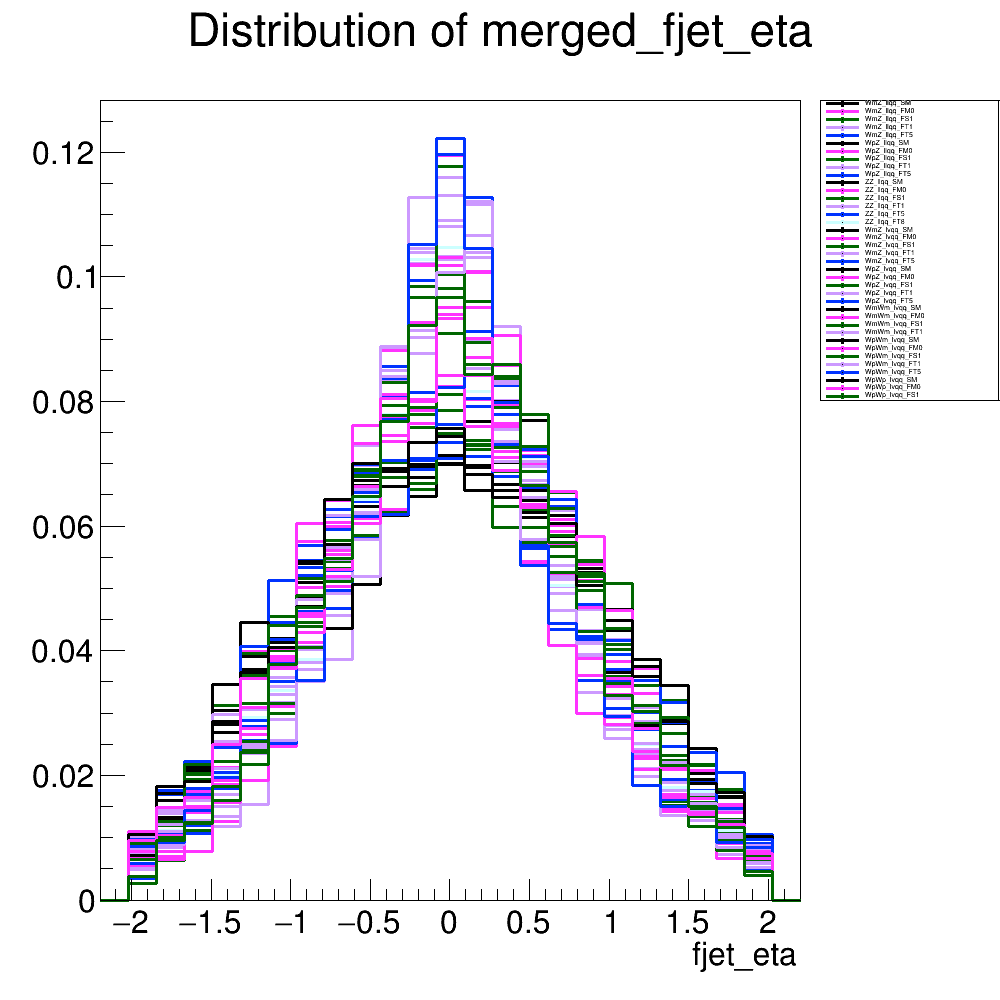 Distribution of merged_fjet_eta
WmZ_llqq_SM
WmZ_llqq_FM0
WmZ_llqq_FS1
WmZ_llqq_FT1
WmZ_llqq_FT5
WpZ_llqq_SM
WpZ_llqq_FM0
WpZ_llqq_FS1
WpZ_llqq_FT1
WpZ_llqq_FT5
ZZ_llqq_SM
ZZ_llqq_FM0
ZZ_llqq_FS1
ZZ_llqq_FT1
ZZ_llqq_FT5
ZZ_llqq_FT8
WmZ_lvqq_SM
WmZ_lvqq_FM0
WmZ_lvqq_FS1
WmZ_lvqq_FT1
WmZ_lvqq_FT5
WpZ_lvqq_SM
WpZ_lvqq_FM0
WpZ_lvqq_FS1
WpZ_lvqq_FT1
WpZ_lvqq_FT5
WmWm_lvqq_SM
WmWm_lvqq_FM0
WmWm_lvqq_FS1
WmWm_lvqq_FT1
WpWm_lvqq_SM
WpWm_lvqq_FM0
WpWm_lvqq_FS1
WpWm_lvqq_FT1
WpWm_lvqq_FT5
WpWp_lvqq_SM
WpWp_lvqq_FM0
WpWp_lvqq_FS1
0.12
0.1
0.08
0.06
0.04
0.02
0
−2 −1.5 −1 −0.5 0 0.5 1 1.5 2
fjet_eta